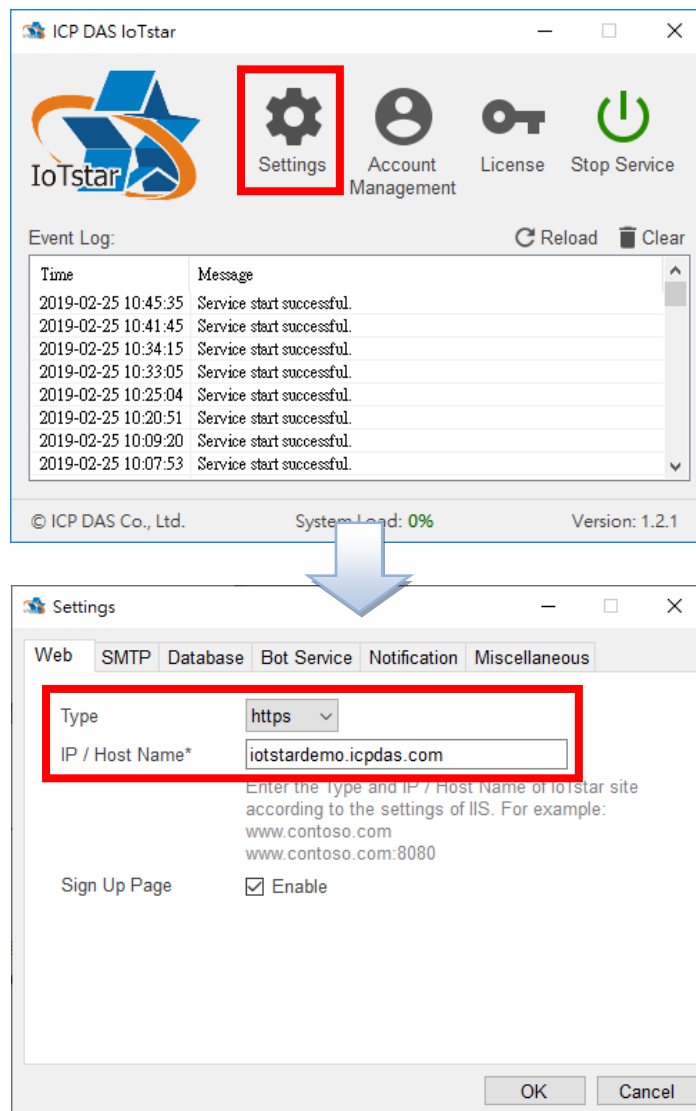 ICP DAS IoTstar
IoTstar
Settings
Account Management
License
Stop Service
Event Log:
Reload
Clear
Time Message
2019-02-25 10:45:35 Service start successful.
2019-02-25 10:41:45 Service start successful.
2019-02-25 10:34:15 Service start successful.
2019-02-25 10:33:05 Service start successful.
2019-02-25 10:25:04 Service start successful.
2019-02-25 10:20:51 Service start successful.
2019-02-25 10:09:20 Service start successful.
2019-02-25 10:07:53 Service start successful.
© ICP DAS Co., Ltd. System Load: 0% Version: 1.2.1
Settings
Web SMTP Database Bot Service Notification Miscellaneous
Type https
IP / Host Name* iotstardemo.icpdas.com
Enter the Type and IP / Host Name of IoTstar site
according to the settings of IIS. For example:
www.contoso.com
www.contoso.com:8080
Sign Up Page Enable
OK Cancel